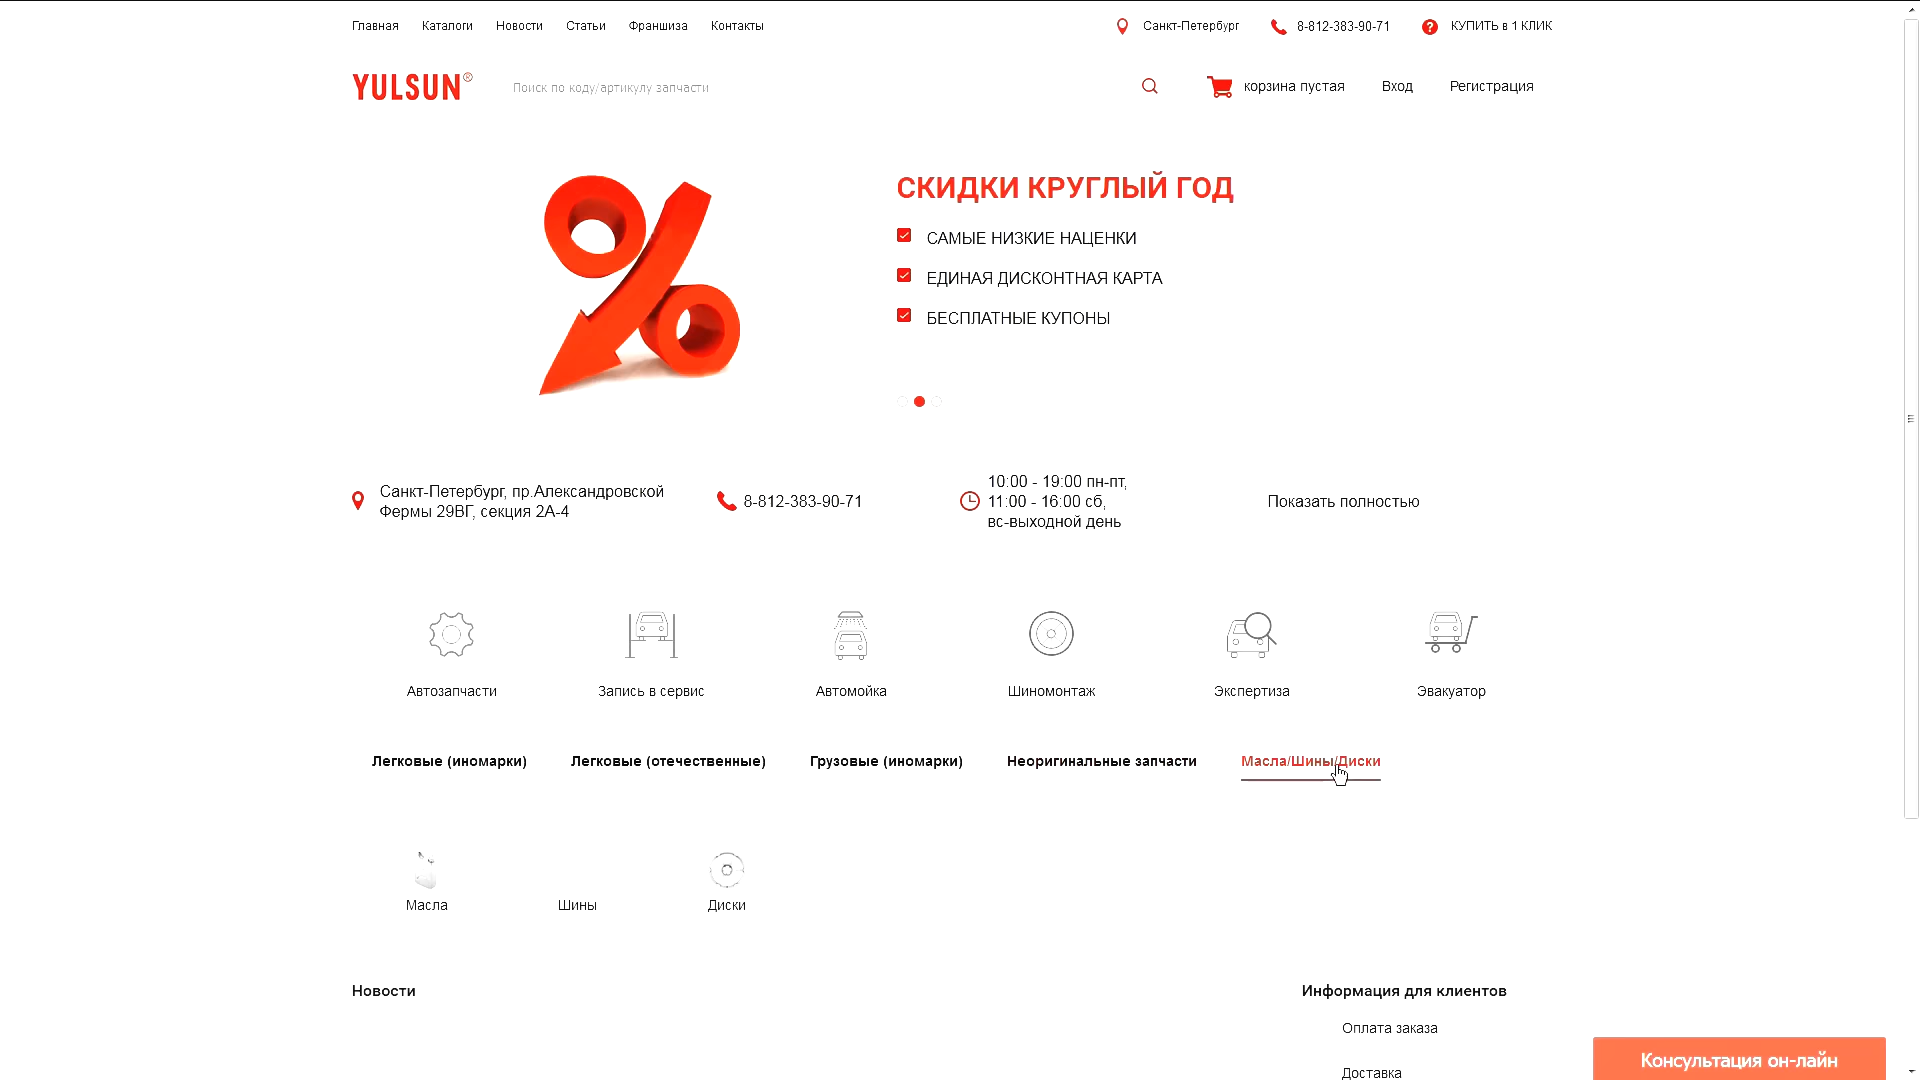 Главная Каталоги Новости Статьи Франшиза Контакты
Санкт-Петербург 8-812-383-90-71 КУПИТЬ в 1 КЛИК
YULSUN®
Поиск по коду/артикулу запчасти
корзина пустая Вход Регистрация
СКИДКИ КРУГЛЫЙ ГОД
САМЫЕ НИЗКИЕ НАЦЕНКИ
ЕДИНАЯ ДИСКОНТНАЯ КАРТА
БЕСПЛАТНЫЕ КУПОНЫ
Санкт-Петербург, пр.Александровской
Фермы 29ВГ, секция 2А-4
8-812-383-90-71
10:00 - 19:00 пн-пт,
11:00 - 16:00 сб,
вс-выходной день
Показать полностью
Автозапчасти Запись в сервис Автомойка Шиномонтаж Экспертиза Эвакуатор
Легковые (иномарки) Легковые (отечественные) Грузовые (иномарки) Неоригинальные запчасти Масла/Шины/Диски
Масла Шины Диски
Новости
Информация для клиентов
Оплата заказа
Доставка
Консультация он-лайн